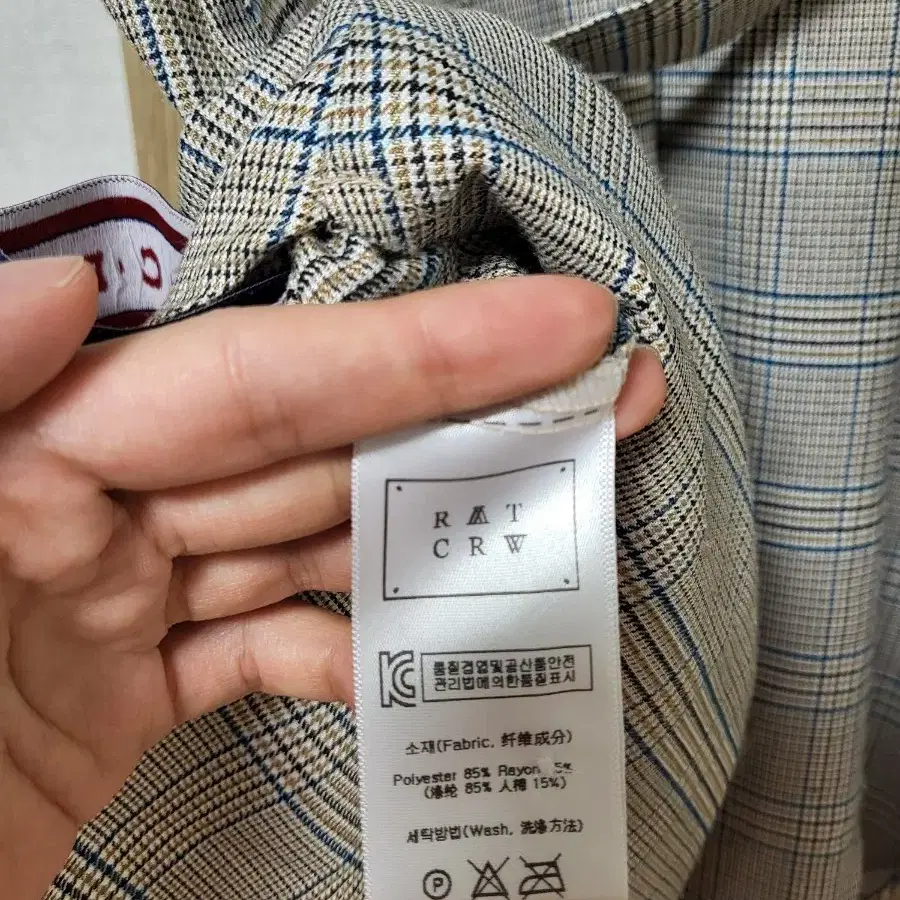 R A T
C R W
KC
품질경영및공산품안전
관리법에의한품질표시
소재(Fabric, 纤维成分)
Polyester 85% Rayon 5%
(涤纶 85% 人棉 15%)
세탁방법(Wash, 洗涤方法)
P
C